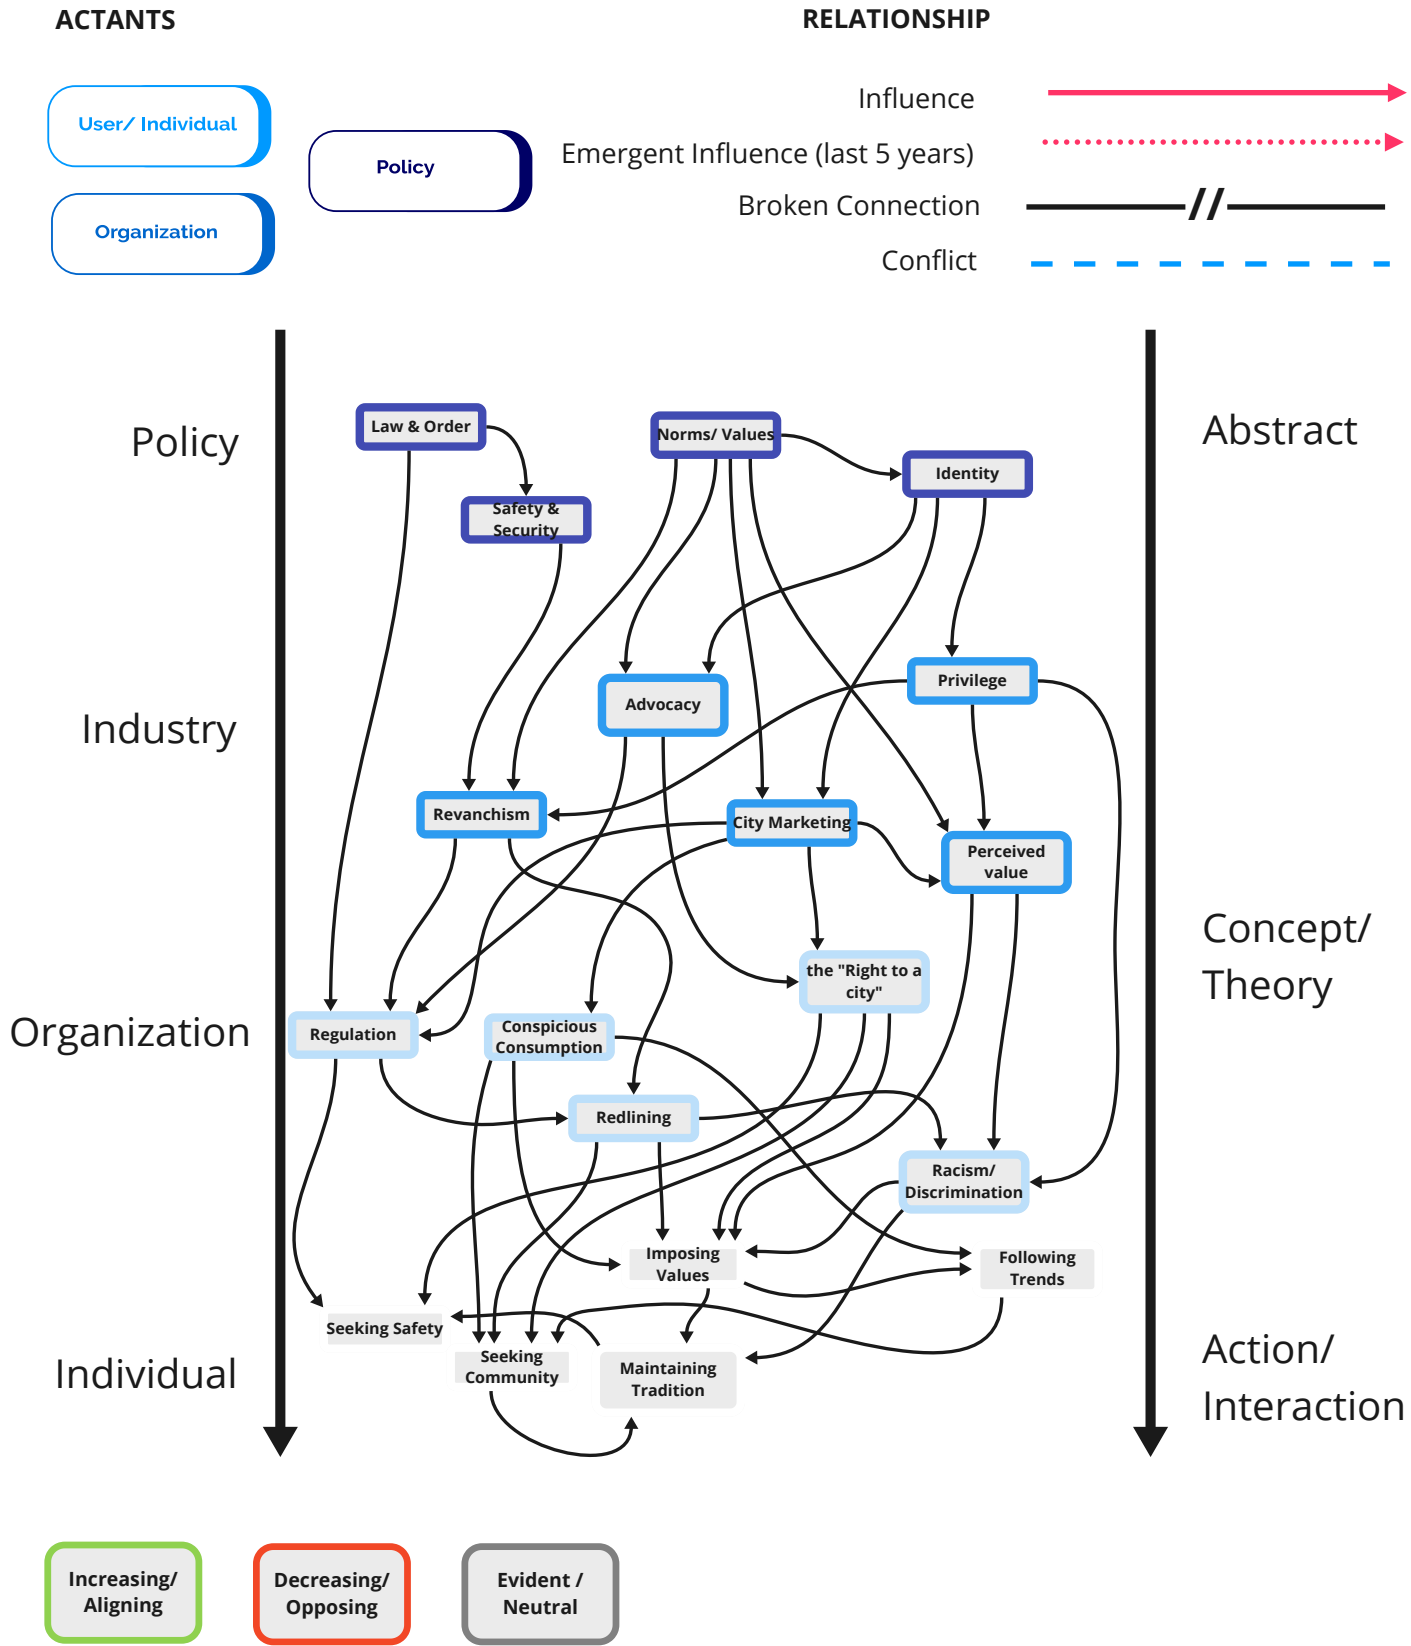 ACTANTS
RELATIONSHIP
User/ Individual
Policy
Organization
Influence
Emergent Influence (last 5 years)
Broken Connection
Conflict
Policy
Industry
Organization
Individual
Abstract
Concept/
Theory
Action/
Interaction
Law & Order
Norms/ Values
Identity
Safety &
Security
Privilege
Advocacy
Revanchism
City Marketing
Perceived
value
the "Right to a
city"
Regulation
Conspicious
Consumption
Redlining
Racism/
Discrimination
Imposing
Values
Following
Trends
Seeking Safety
Seeking
Community
Maintaining
Tradition
Increasing/
Aligning
Decreasing/
Opposing
Evident /
Neutral